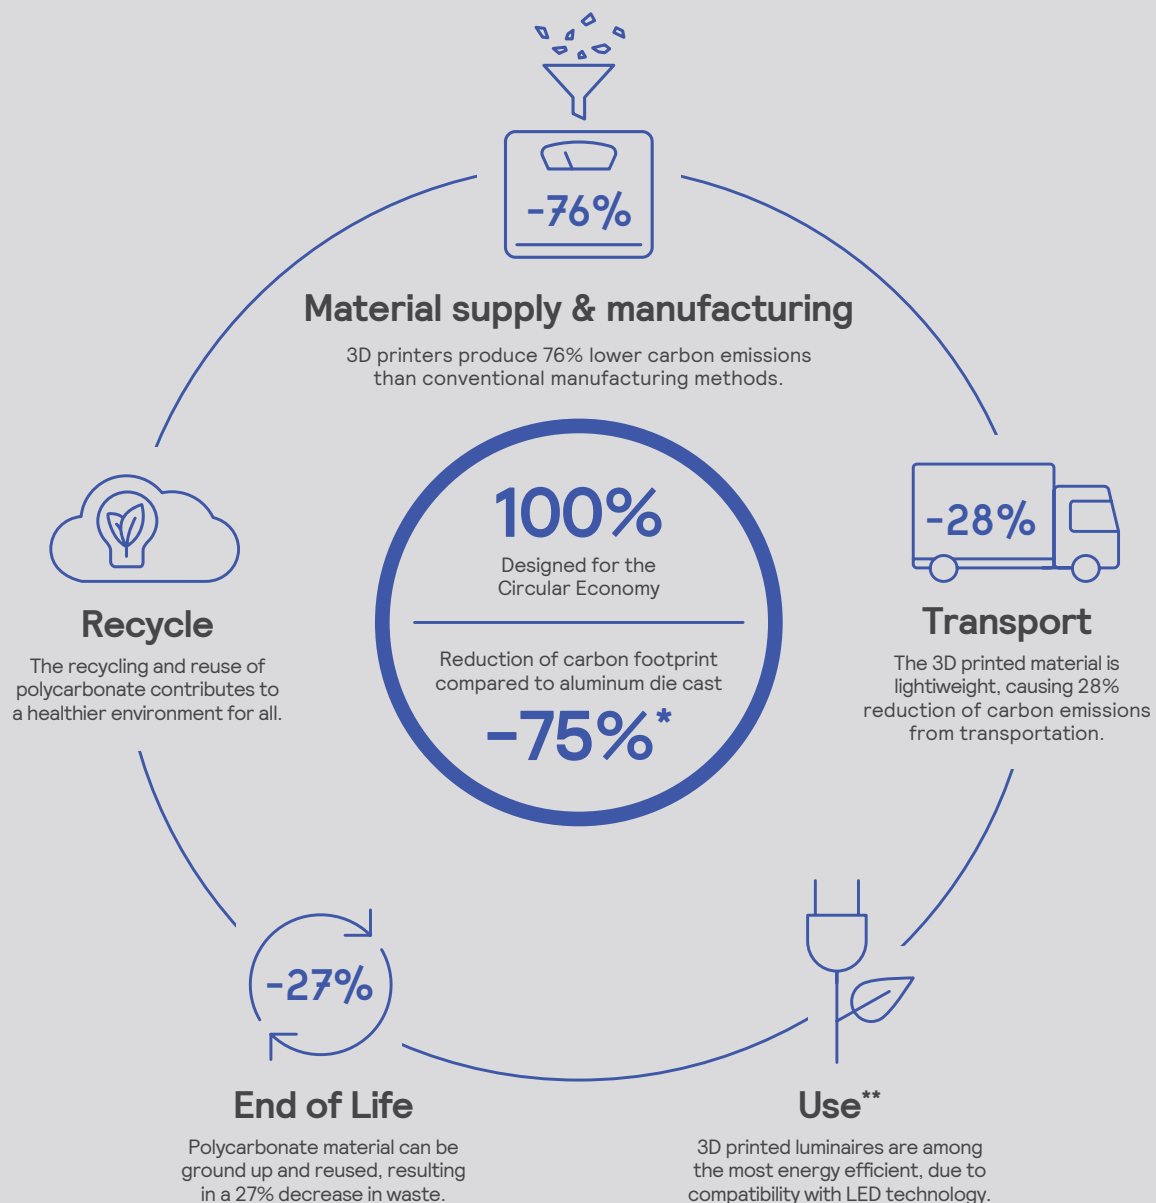 -76%
Material supply & manufacturing
3D printers produce 76% lower carbon emissions
than conventional manufacturing methods.
100%
Designed for the
Circular Economy
Reduction of carbon footprint
compared to aluminum die cast
-75%*
-28%
Transport
The 3D printed material is
lightiweight, causing 28%
reduction of carbon emissions
from transportation.
Use**
3D printed luminaires are among
the most energy efficient, due to
compatibility with LED technology.
-27%
End of Life
Polycarbonate material can be
ground up and reused, resulting
in a 27% decrease in waste.
Recycle
The recycling and reuse of
polycarbonate contributes to
a healthier environment for all.